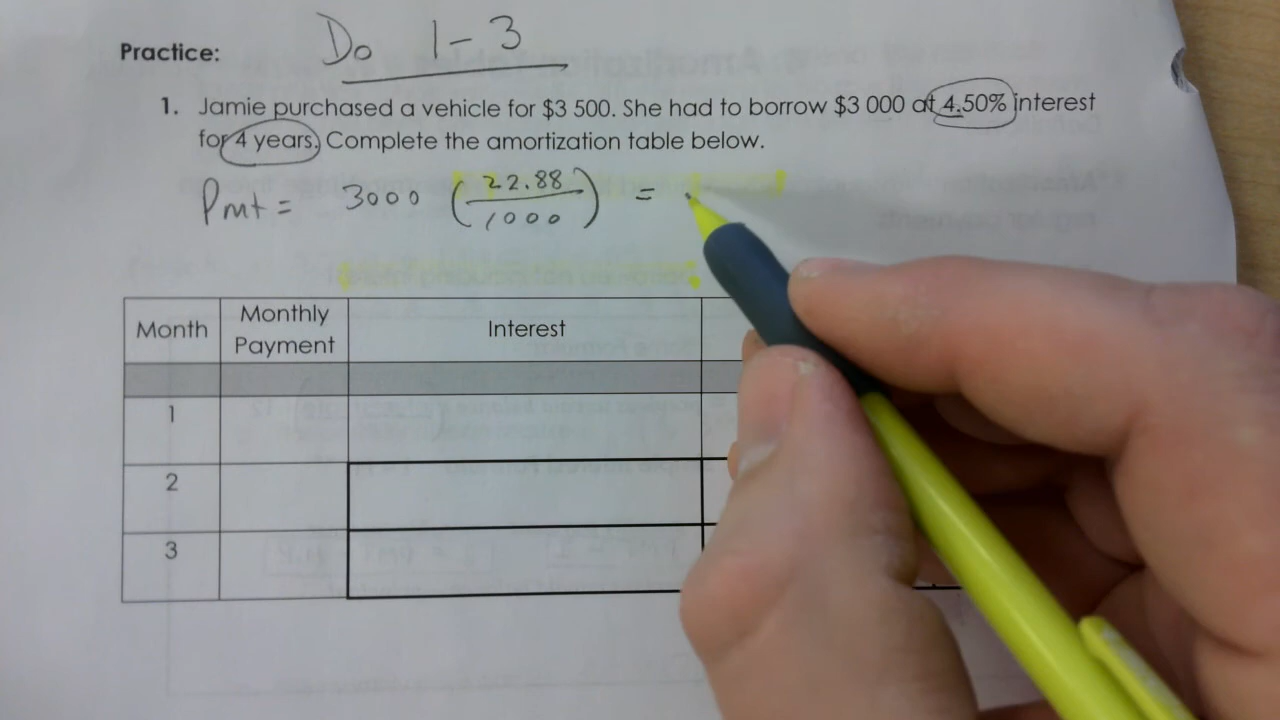 Do 1-3
Practice:
1. Jamie purchased a vehicle for $3 500. She had to borrow $3 000 at 4.50% interest
for 4 years. Complete the amortization table below.
Pmt = 3000 (22.88/1000) =
Month Monthly Payment Interest
1
2
3